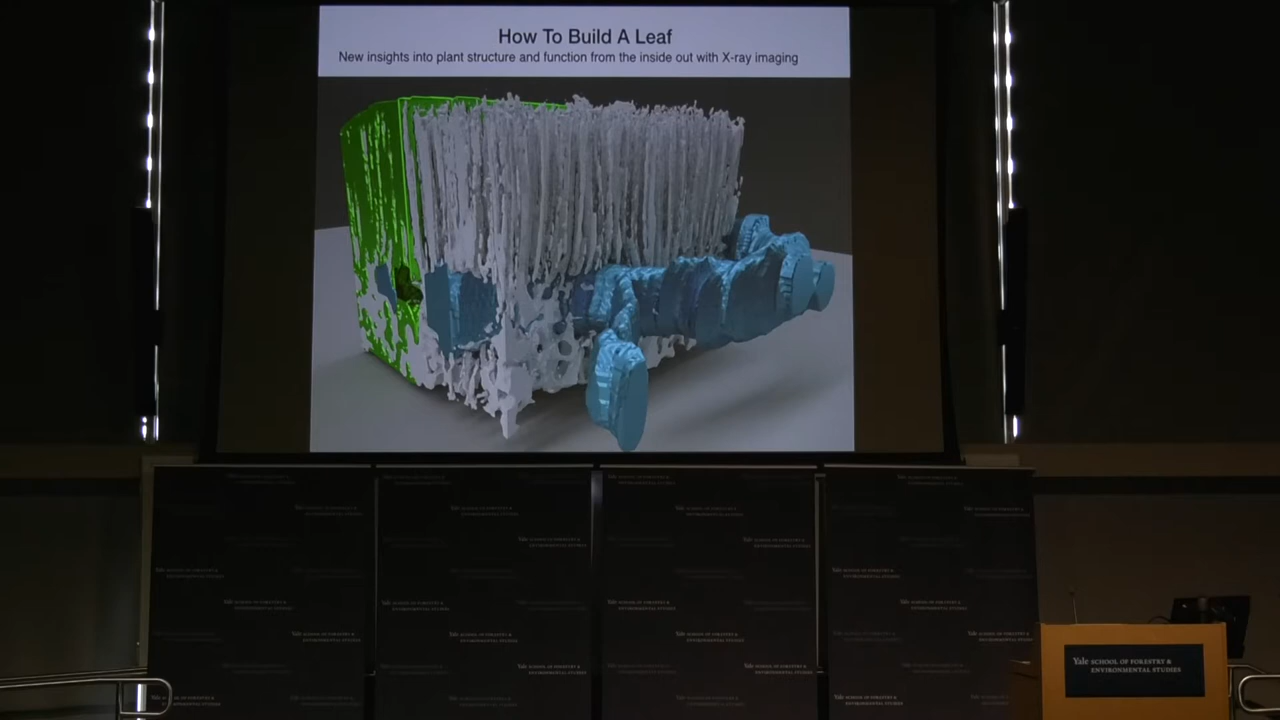 How To Build A Leaf
New insights into plant structure and function from the inside out with X-ray imaging
Yale SCHOOL OF FORESTRY &
ENVIRONMENTAL STUDIES